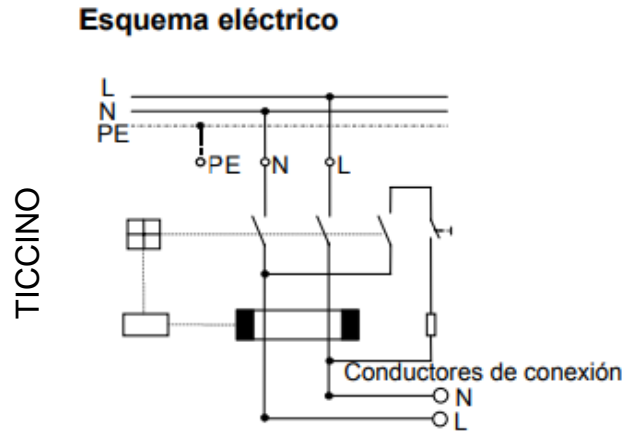 Esquema eléctrico
L
N
PE
PE N L
TICCINO
Conductores de conexión
N
L